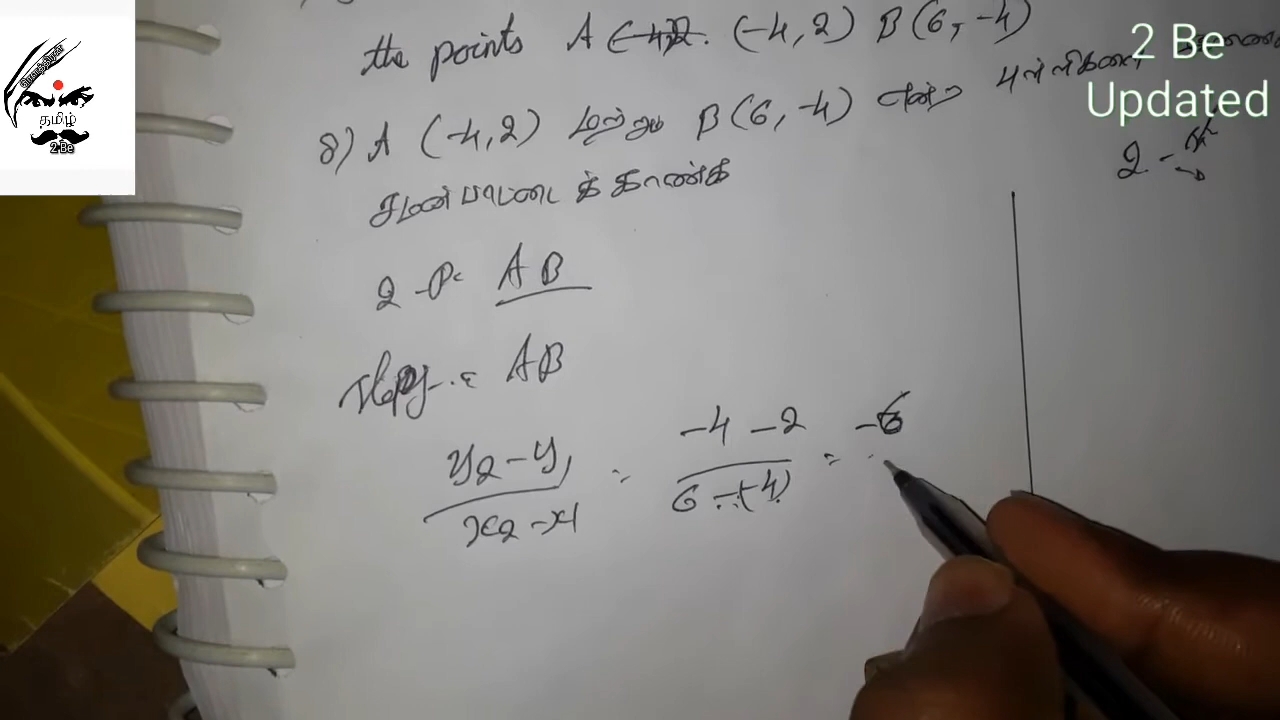 the points A (-4, 2) B (6, -4)
8) A (-4, 2) மற்றும் B (6, -4) என்ற புள்ளிகளை
சமன்பாட்டைக் காண்க
AB
AB
y2 - y1 / x2 - x1 = -4 - 2 / 6 - (-4) = -6
2 Be
Updated
தமிழ்
2 Be